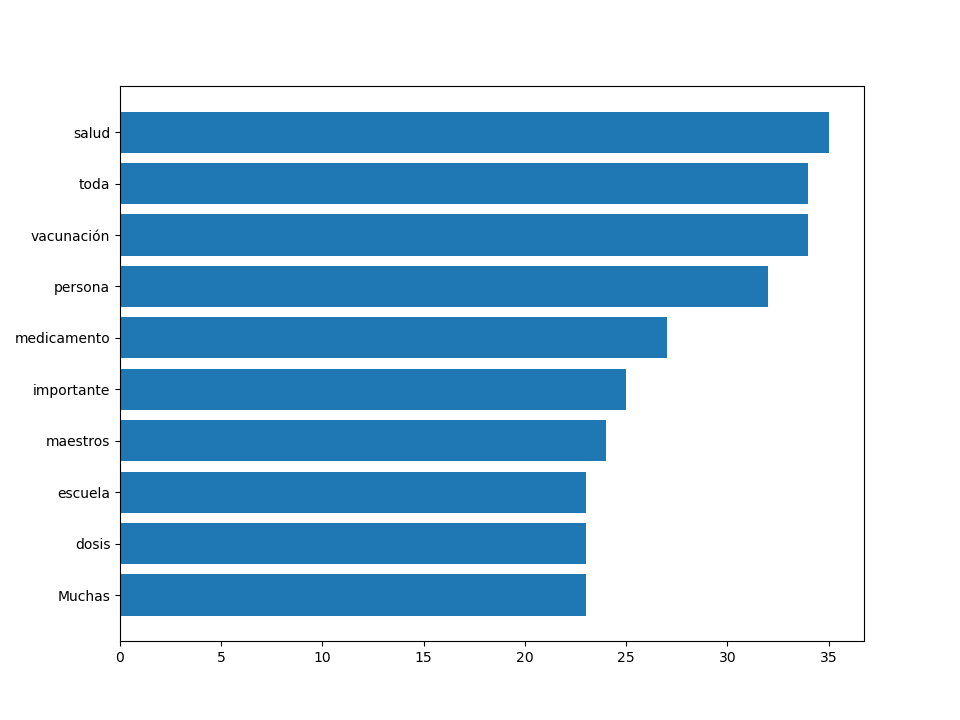 salud
toda
vacunación
persona
medicamento
importante
maestros
escuela
dosis
Muchas
0 5 10 15 20 25 30 35